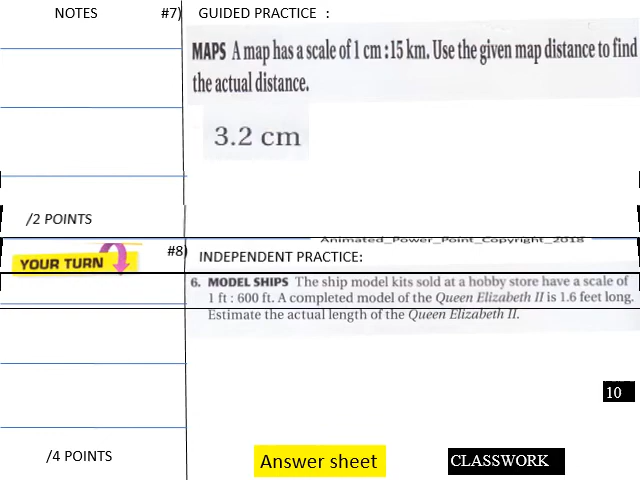 NOTES #7) GUIDED PRACTICE :
MAPS A map has a scale of 1 cm : 15 km. Use the given map distance to find
the actual distance.
3.2 cm
/2 POINTS
Animated_Power_Point_Copyright_2018
YOUR TURN #8) INDEPENDENT PRACTICE:
6. MODEL SHIPS The ship model kits sold at a hobby store have a scale of
1 ft : 600 ft. A completed model of the Queen Elizabeth II is 1.6 feet long.
Estimate the actual length of the Queen Elizabeth II.
10
/4 POINTS Answer sheet CLASSWORK